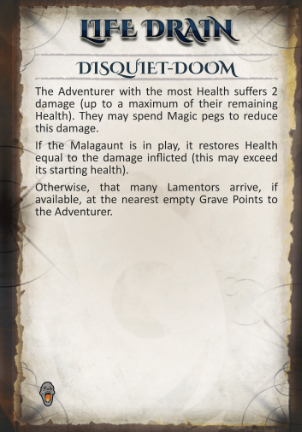 LIFE DRAIN
DISQUIET-DOOM
The Adventurer with the most Health suffers 2
damage (up to a maximum of their remaining
Health). They may spend Magic pegs to reduce
this damage.
If the Malagaunt is in play, it restores Health
equal to the damage inflicted (this may exceed
its starting health).
Otherwise, that many Lamentors arrive, if
available, at the nearest empty Grave Points to
the Adventurer.